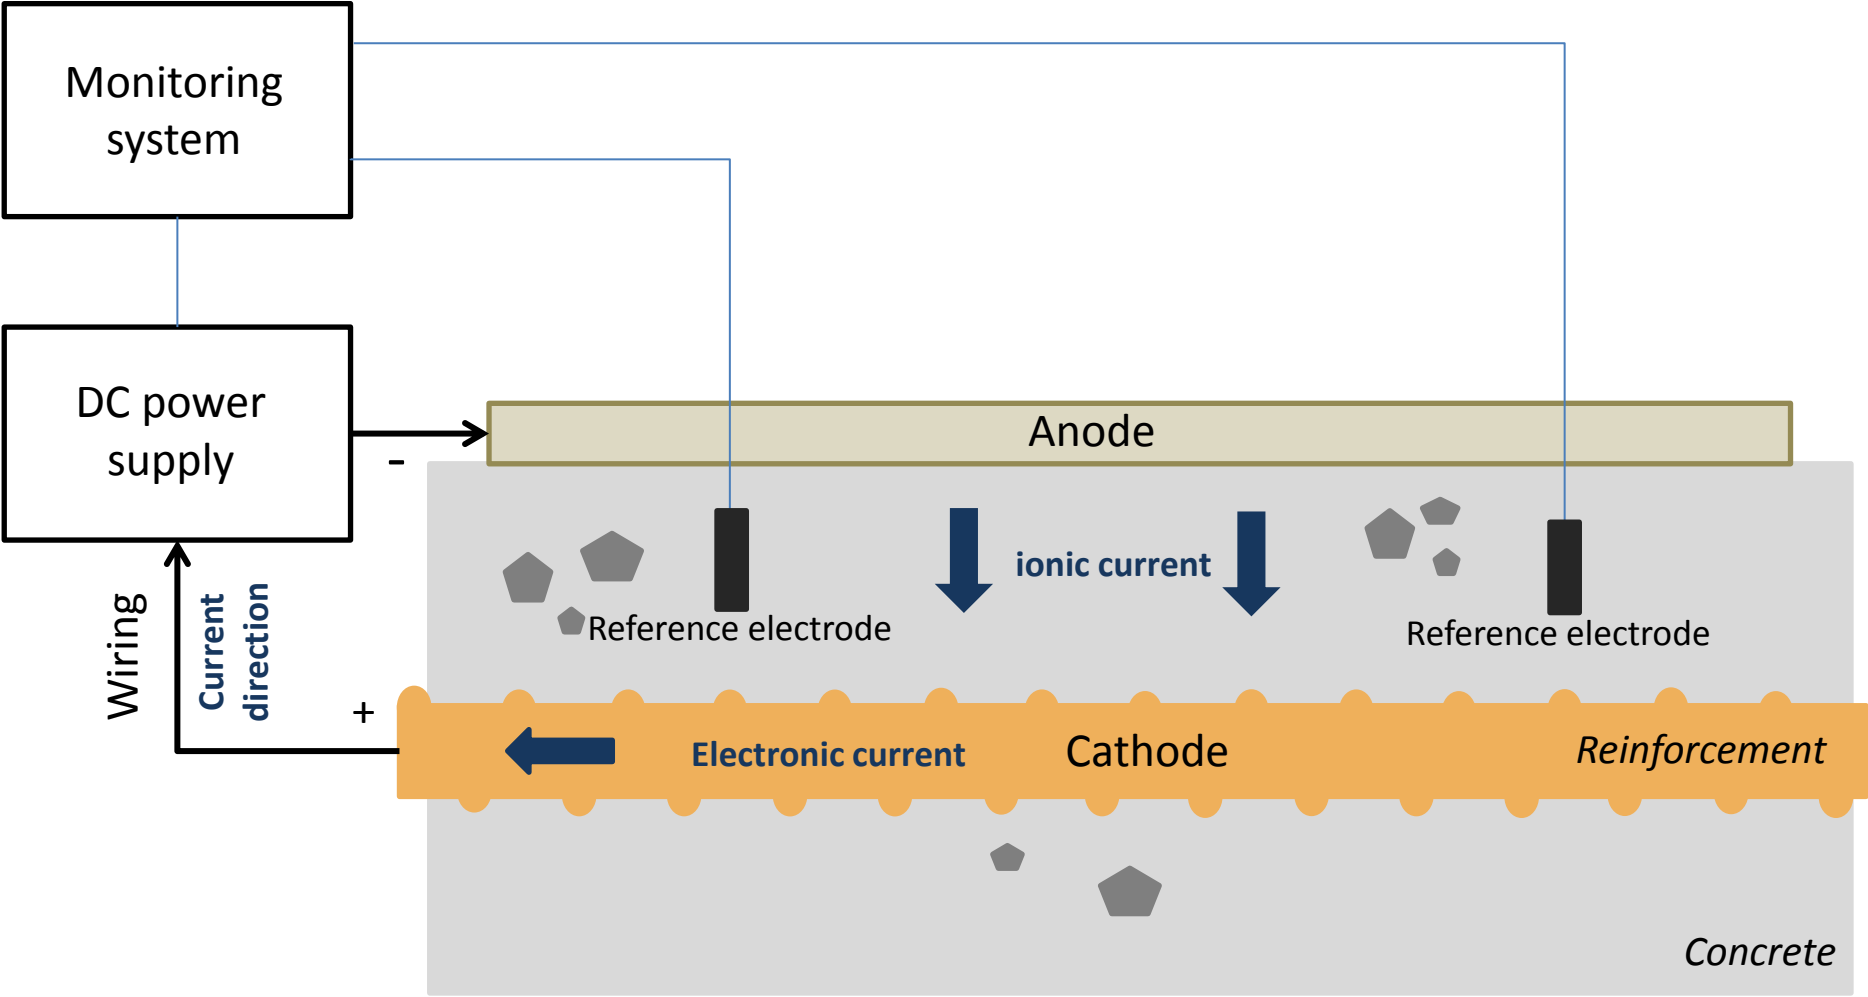 Monitoring
system
DC power
supply
-
Anode
ionic current
Reference electrode
Reference electrode
Wiring
Current
direction
+
Electronic current
Cathode
Reinforcement
Concrete